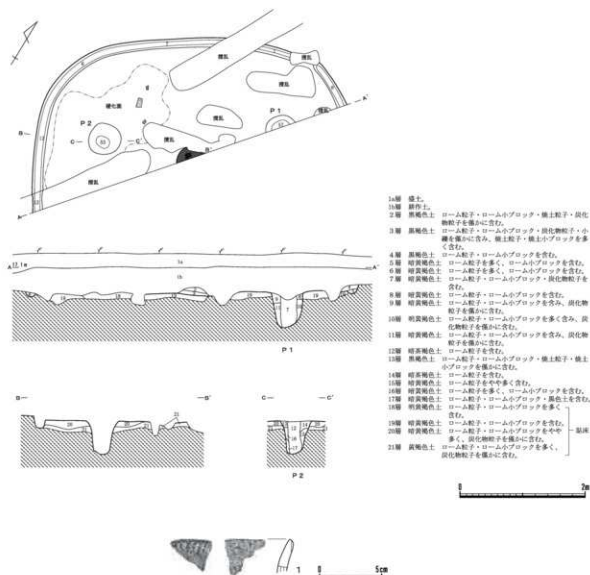 撹乱
撹乱
撹乱
硬化面
撹乱
P 1
P 2
撹乱
撹乱
A
A'
B
B'
C
C'
1a層 盛土。
1b層 耕作土。
2層 黒褐色土 ローム粒子・ローム小ブロック・焼土粒子・炭化物粒子を僅かに含む。
3層 黒褐色土 ローム粒子・ローム小ブロック・炭化物粒子・小礫を僅かに含み、焼土粒子・焼土小ブロックを多く含む。
4層 黒褐色土 ローム粒子・ローム小ブロックを含む。
5層 暗黄褐色土 ローム粒子を多く、ローム小ブロックを含む。
6層 暗黄褐色土 ローム粒子を多く、ローム小ブロックを含む。
7層 暗黄褐色土 ローム粒子・ローム小ブロック・炭化物粒子を含む。
8層 暗黄褐色土 ローム粒子・ローム小ブロックを含む。
9層 暗黄褐色土 ローム粒子・ローム小ブロックを含み、炭化物粒子を僅かに含む。
10層 明黄褐色土 ローム粒子・ローム小ブロックを多く含み、炭化物粒子を僅かに含む。
11層 暗黄褐色土 ローム粒子・ローム小ブロックを含み、炭化物粒子を僅かに含む。
12層 暗茶褐色土 ローム粒子を含む。
13層 黒褐色土 ローム粒子・ローム小ブロック・焼土粒子・焼土小ブロックを僅かに含む。
14層 暗茶褐色土 ローム粒子を含む。
15層 暗黄褐色土 ローム粒子をやや多く含む。
16層 暗黄褐色土 ローム粒子を多く、ローム小ブロックを含む。
17層 暗黄褐色土 ローム粒子・ローム小ブロック・黒色土を含む。
18層 明黄褐色土 ローム粒子・ローム小ブロックを多く含む。
19層 暗黄褐色土 ローム粒子・ローム小ブロックを含む。
20層 暗黄褐色土 ローム粒子・ローム小ブロックをやや多く、炭化物粒子を僅かに含む。
貼床
21層 黄褐色土 ローム粒子・ローム小ブロックを多く、炭化物粒子を僅かに含む。
A
1a
A'
1b
P 1
B
B'
C
C'
P 2
0
2m
1
0
5cm